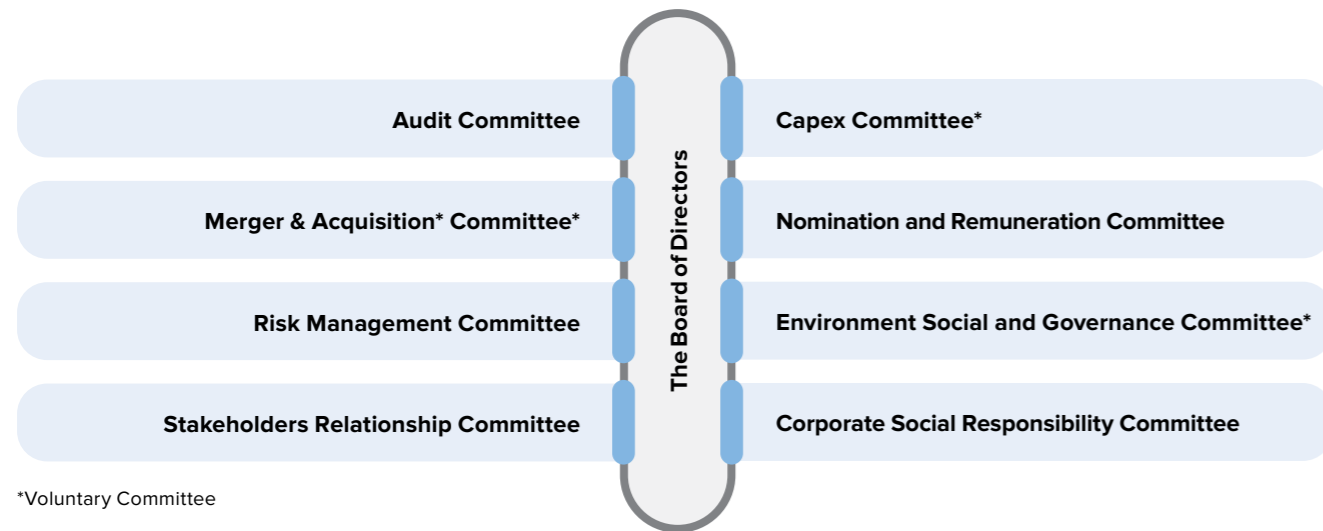 Audit Committee
Merger & Acquisition* Committee*
Risk Management Committee
Stakeholders Relationship Committee
The Board of Directors
Capex Committee*
Nomination and Remuneration Committee
Environment Social and Governance Committee*
Corporate Social Responsibility Committee
*Voluntary Committee